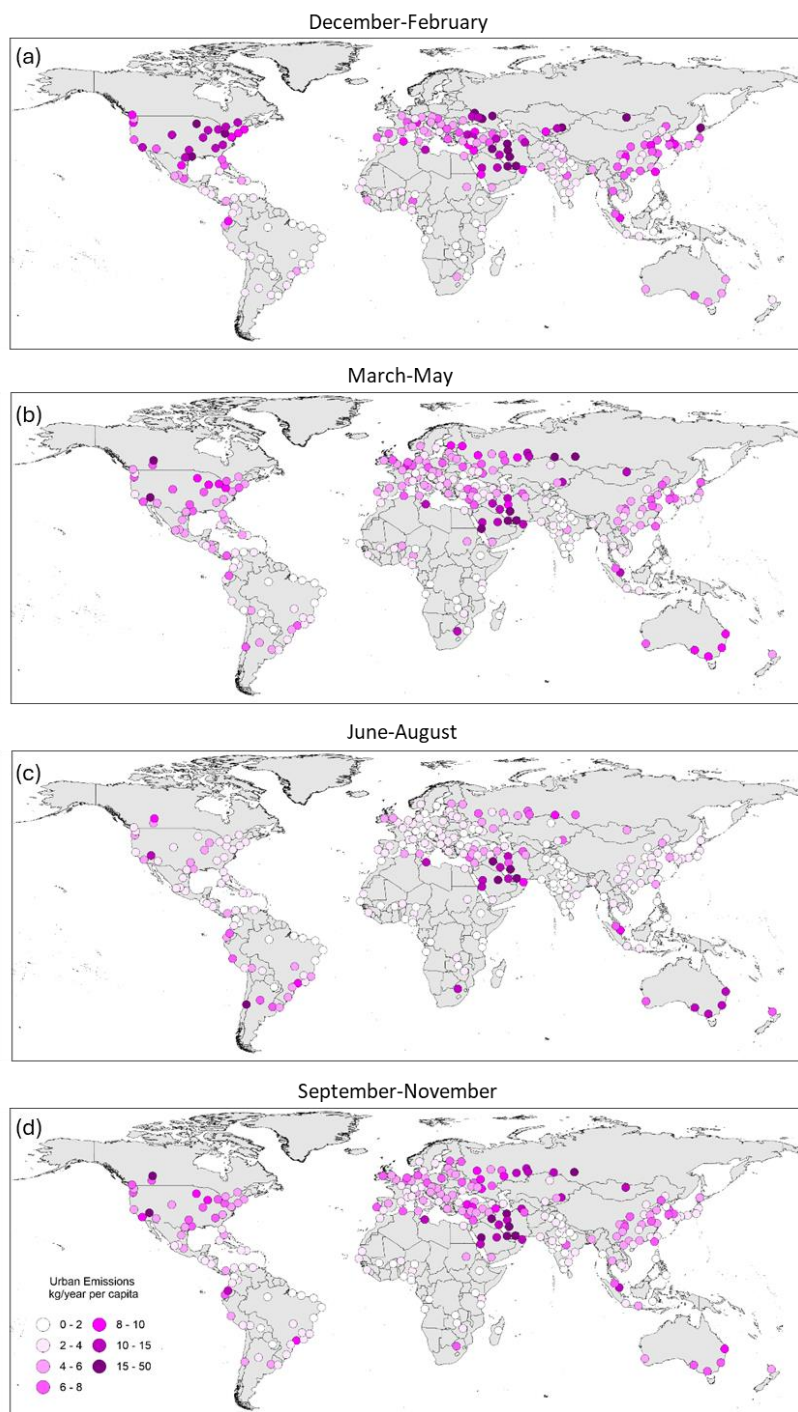 December-February
(a)
March-May
(b)
June-August
(c)
September-November
(d)
Urban Emissions
kg/year per capita
0 - 2
8 - 10
2 - 4
10 - 15
4 - 6
15 - 50
6 - 8